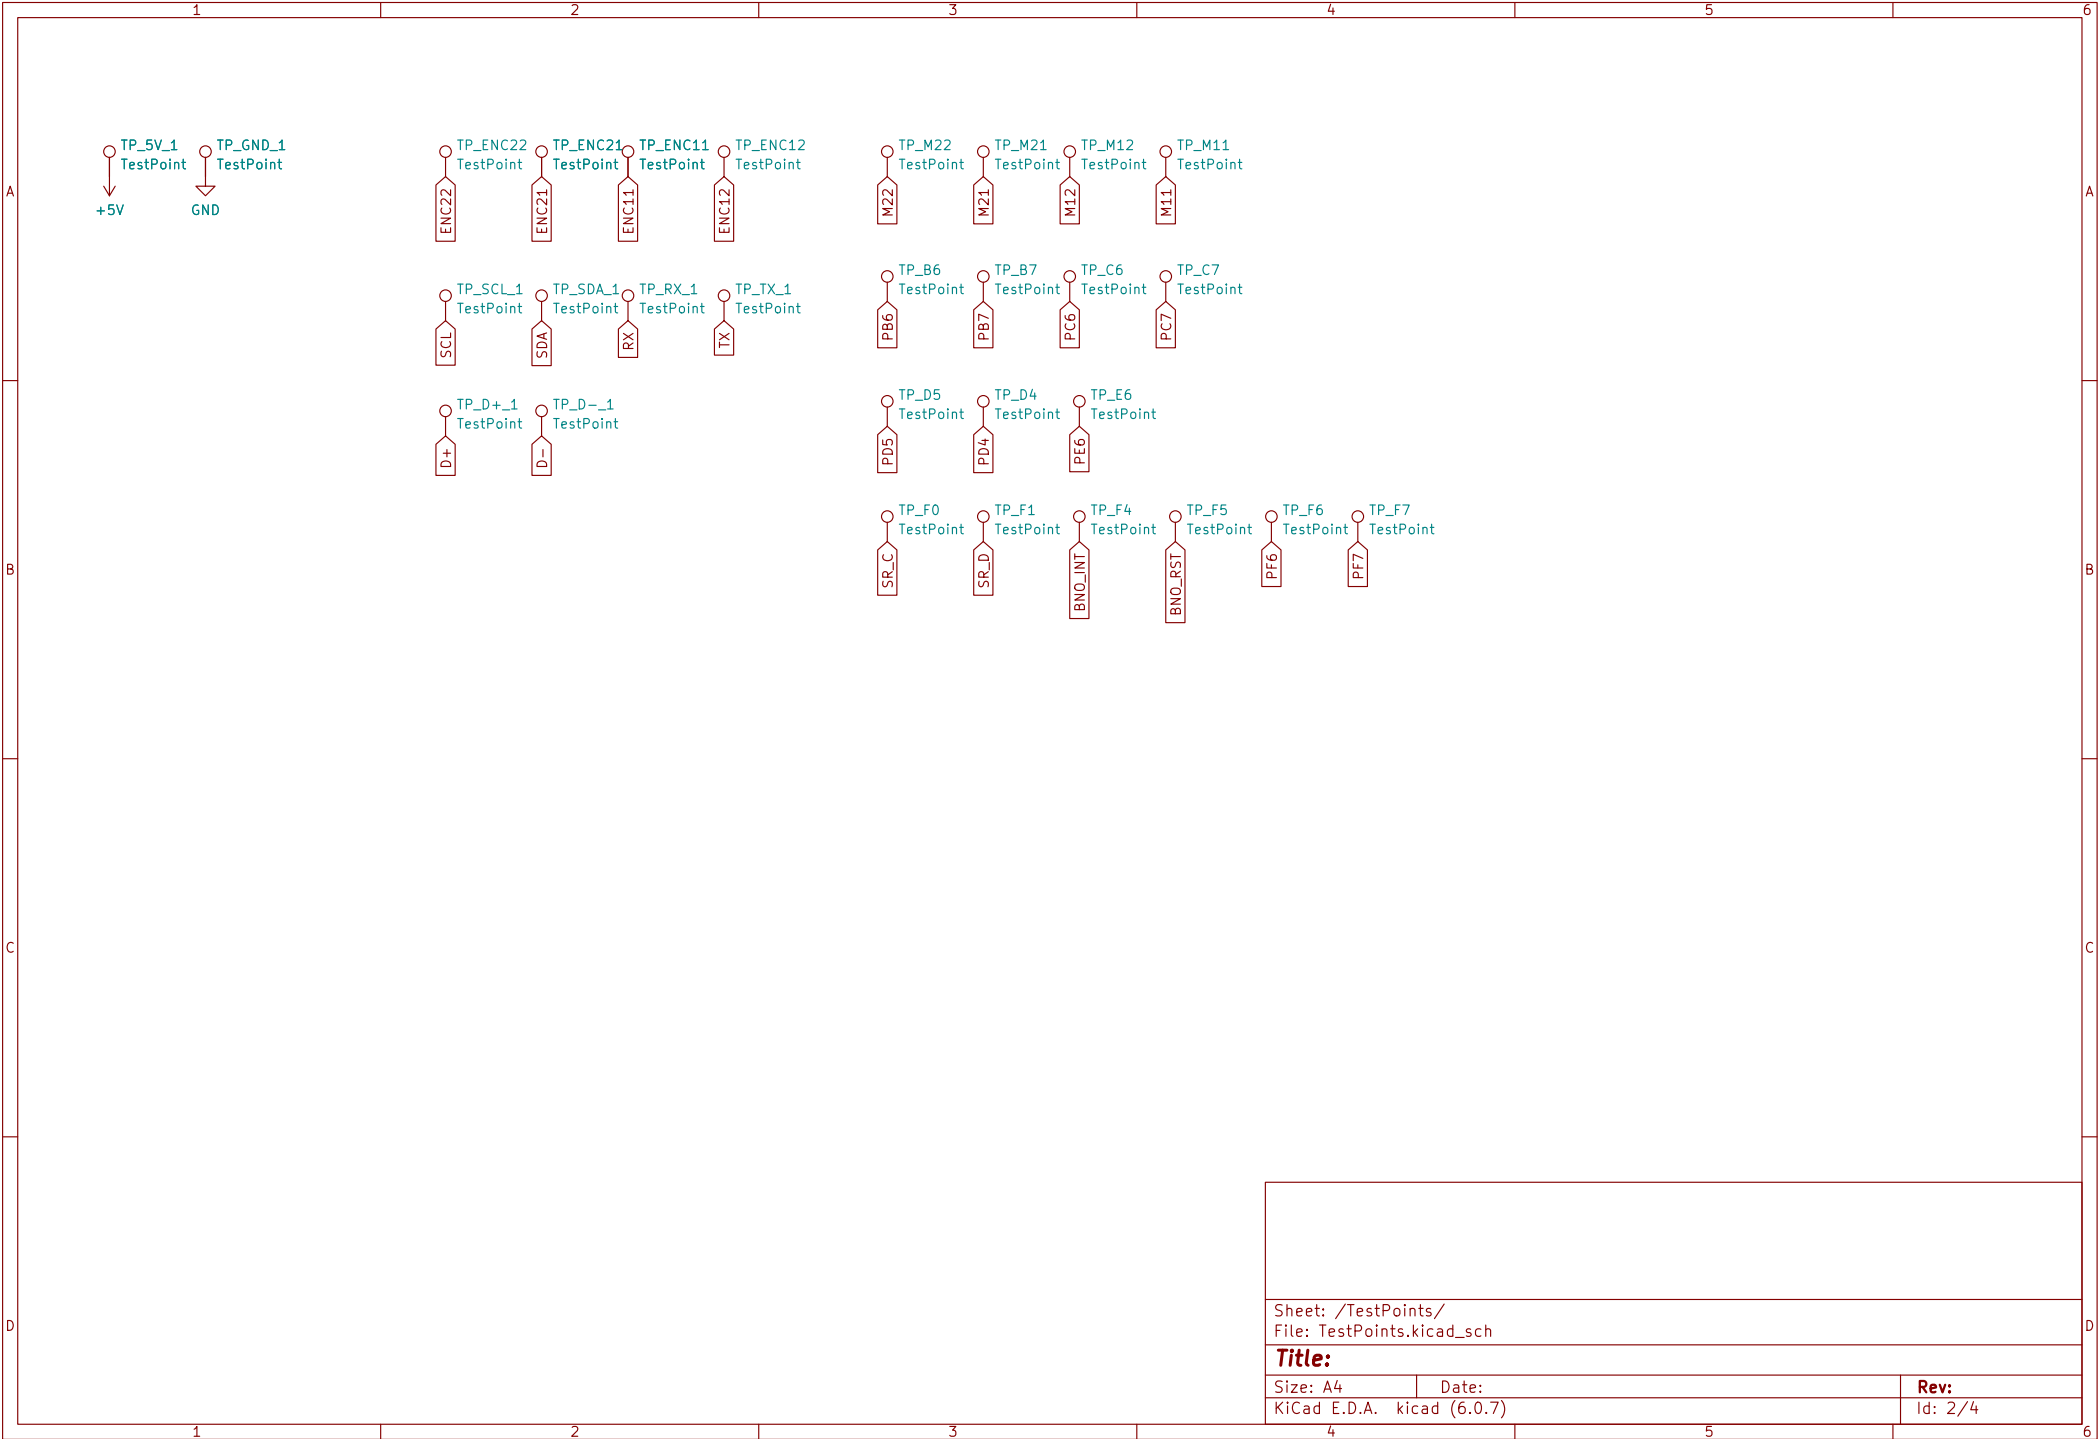 1 2 3 4 5 6
TP_5V_1
TestPoint
+5V
TP_GND_1
TestPoint
GND
TP_ENC22
TestPoint
ENC22
TP_ENC21
TestPoint
ENC21
TP_ENC11
TestPoint
ENC11
TP_ENC12
TestPoint
ENC12
TP_M22
TestPoint
M22
TP_M21
TestPoint
M21
TP_M12
TestPoint
M12
TP_M11
TestPoint
M11
A A
TP_SCL_1
TestPoint
SCL
TP_SDA_1
TestPoint
SDA
TP_RX_1
TestPoint
RX
TP_TX_1
TestPoint
TX
TP_B6
TestPoint
PB6
TP_B7
TestPoint
PB7
TP_C6
TestPoint
PC6
TP_C7
TestPoint
PC7
TP_D+_1
TestPoint
D+
TP_D-_1
TestPoint
D-
TP_D5
TestPoint
PD5
TP_D4
TestPoint
PD4
TP_E6
TestPoint
PE6
TP_F0
TestPoint
SR_C
TP_F1
TestPoint
SR_D
TP_F4
TestPoint
BNO_INT
TP_F5
TestPoint
BNO_RST
TP_F6
TestPoint
PF6
TP_F7
TestPoint
PF7
B B
C C
D D
Sheet: /TestPoints/
File: TestPoints.kicad_sch
Title:
Size: A4 Date: Rev:
KiCad E.D.A. kicad (6.0.7) Id: 2/4
1 2 3 4 5 6